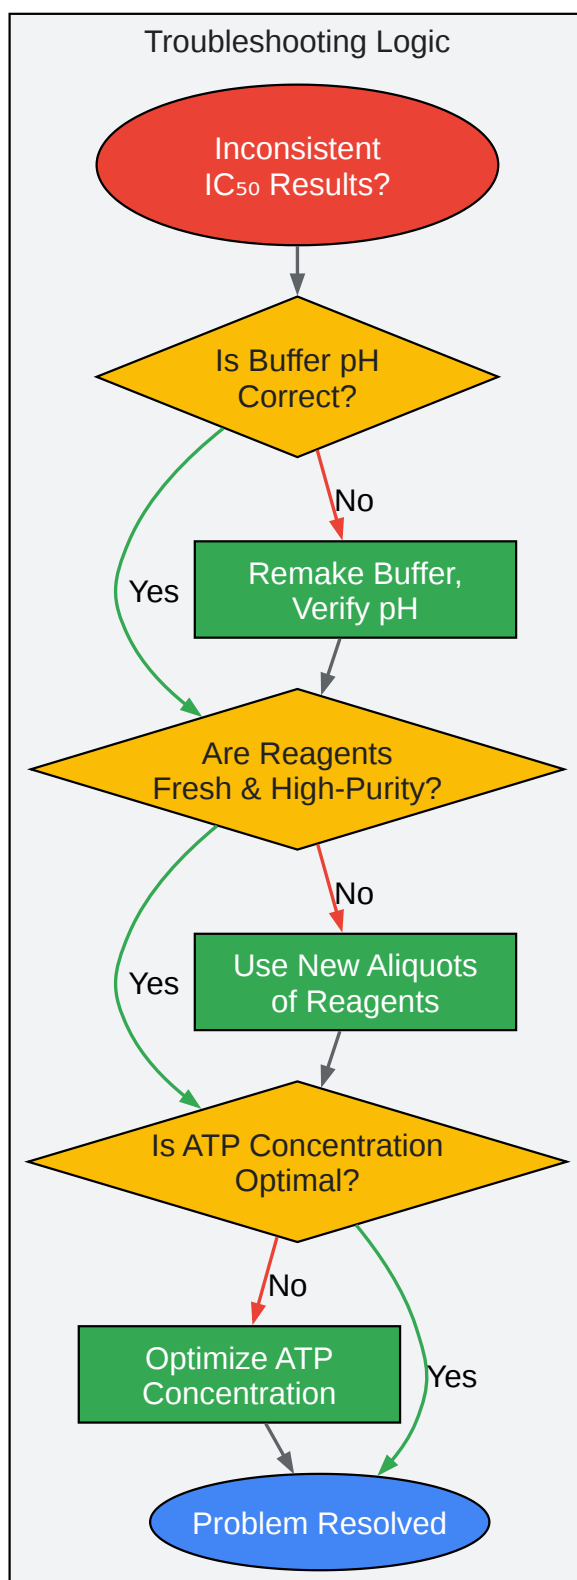 Troubleshooting Logic
Inconsistent
IC₅₀ Results?
Is Buffer pH
Correct?
No
Remake Buffer,
Verify pH
Yes
Are Reagents
Fresh & High-Purity?
No
Use New Aliquots
of Reagents
Yes
Is ATP Concentration
Optimal?
No
Optimize ATP
Concentration
Yes
Problem Resolved